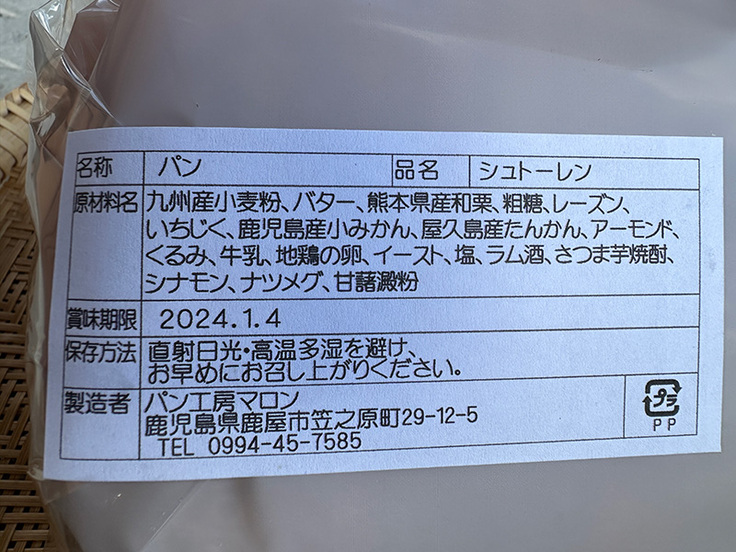 名称 パン 品名 シュトーレン
原材料名 九州産小麦粉、バター、熊本県産和栗、粗糖、レーズン、
いちじく、鹿児島産小みかん、屋久島産たんかん、アーモンド、
くるみ、牛乳、地鶏の卵、イースト、塩、ラム酒、さつま芋焼酎、
シナモン、ナツメグ、甘藷澱粉
賞味期限 2024.1.4
保存方法 直射日光・高温多湿を避け、
お早めにお召し上がりください。
製造者 パン工房マロン
鹿児島県鹿屋市笠之原町29-12-5
TEL 0994-45-7585
プラ
PP